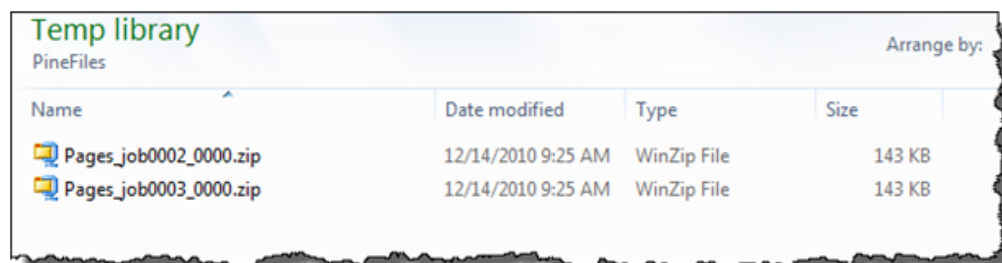 Temp library
PineFiles
Arrange by:
Name Date modified Type Size
Pages_job0002_0000.zip 12/14/2010 9:25 AM WinZip File 143 KB
Pages_job0003_0000.zip 12/14/2010 9:25 AM WinZip File 143 KB